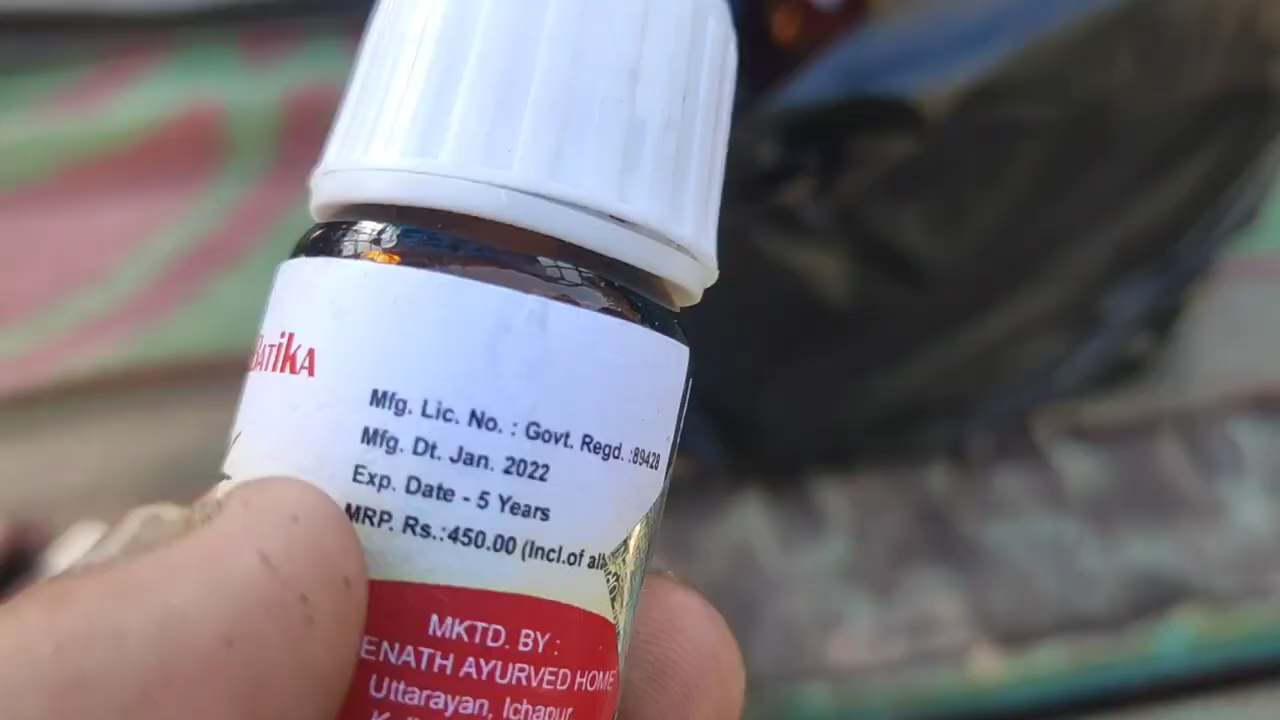 BATIKA
Mfg. Lic. No. : Govt. Regd. :89428
Mfg. Dt. Jan. 2022
Exp. Date - 5 Years
MRP. Rs.:450.00 (Incl.of all
MKTD. BY :
ENATH AYURVED HOME
Uttarayan, Ichapur